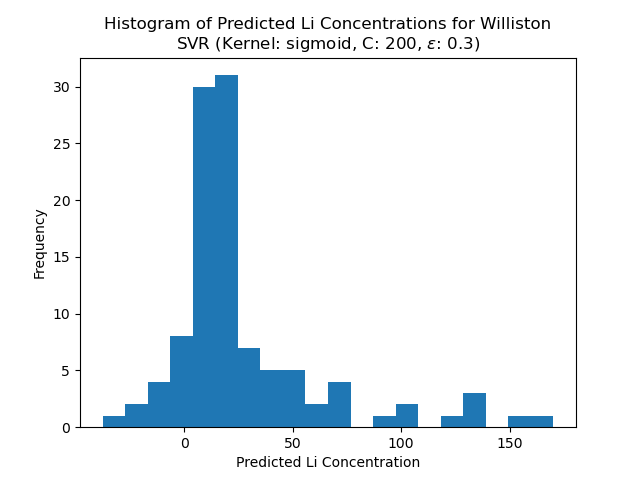 Histogram of Predicted Li Concentrations for Williston
SVR (Kernel: sigmoid, C: 200, ε: 0.3)
30
25
20
15
10
5
0
Frequency
0 50 100 150
Predicted Li Concentration